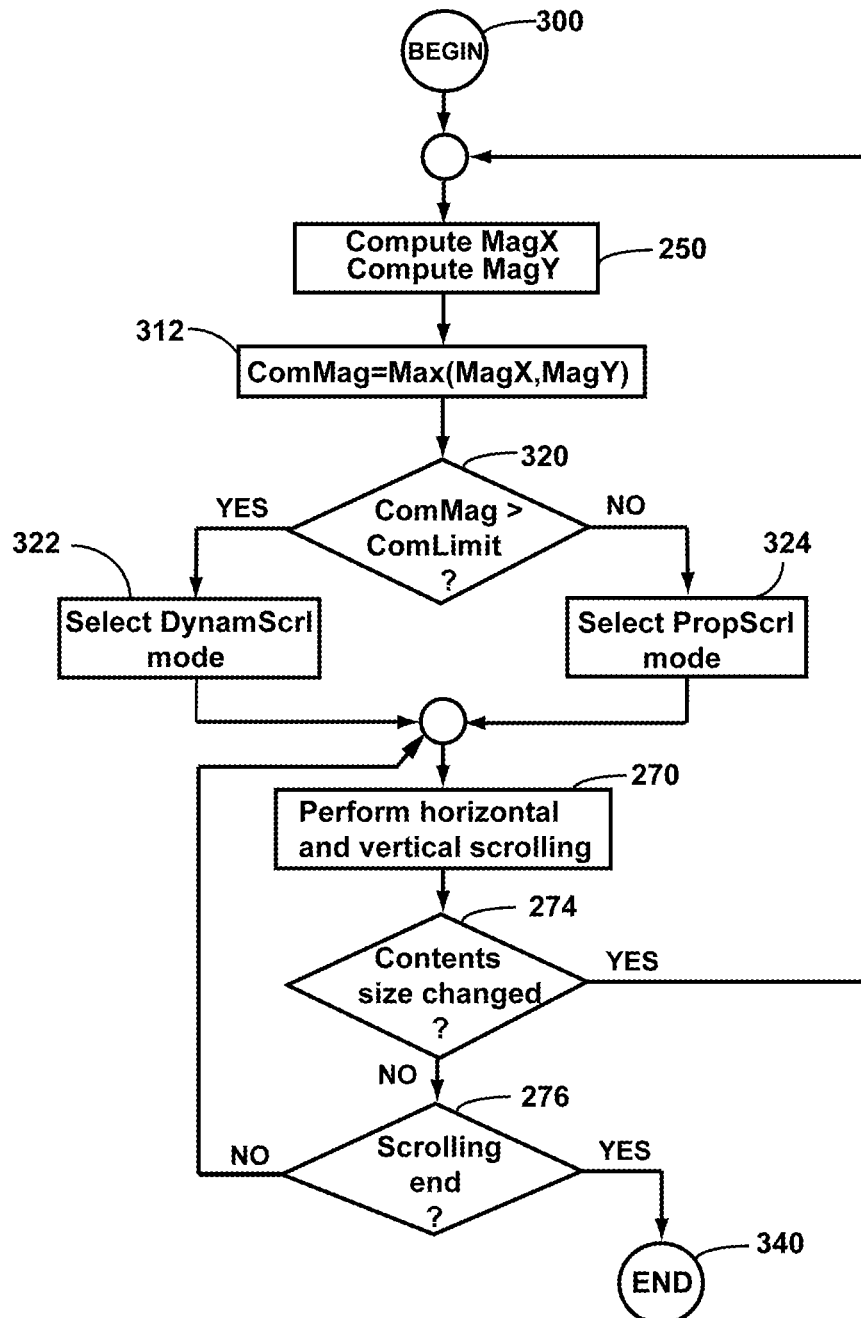 300
BEGIN
Compute MagX
Compute MagY
250
312
ComMag=Max(MagX,MagY)
320
YES
ComMag >
ComLimit
?
NO
322
324
Select DynamScrl
mode
Select PropScrl
mode
270
Perform horizontal
and vertical scrolling
274
Contents
size changed
?
YES
NO
276
NO
Scrolling
end
?
YES
340
END